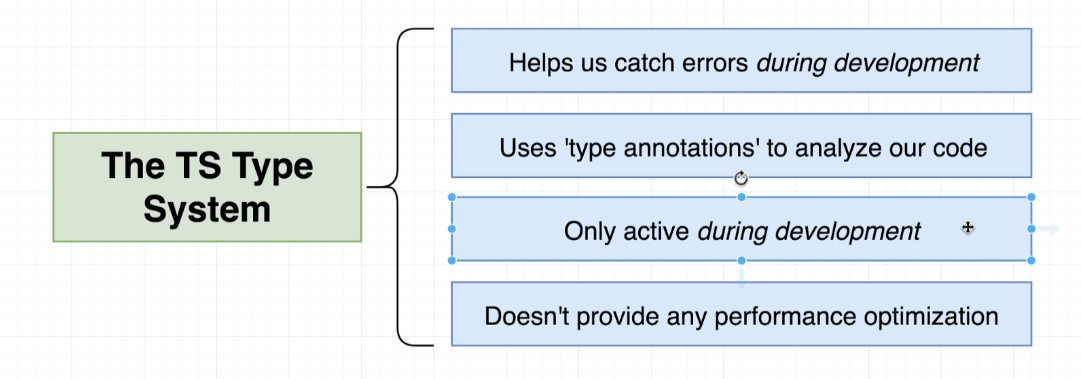 The TS Type
System
Helps us catch errors during development
Uses 'type annotations' to analyze our code
Only active during development
Doesn't provide any performance optimization